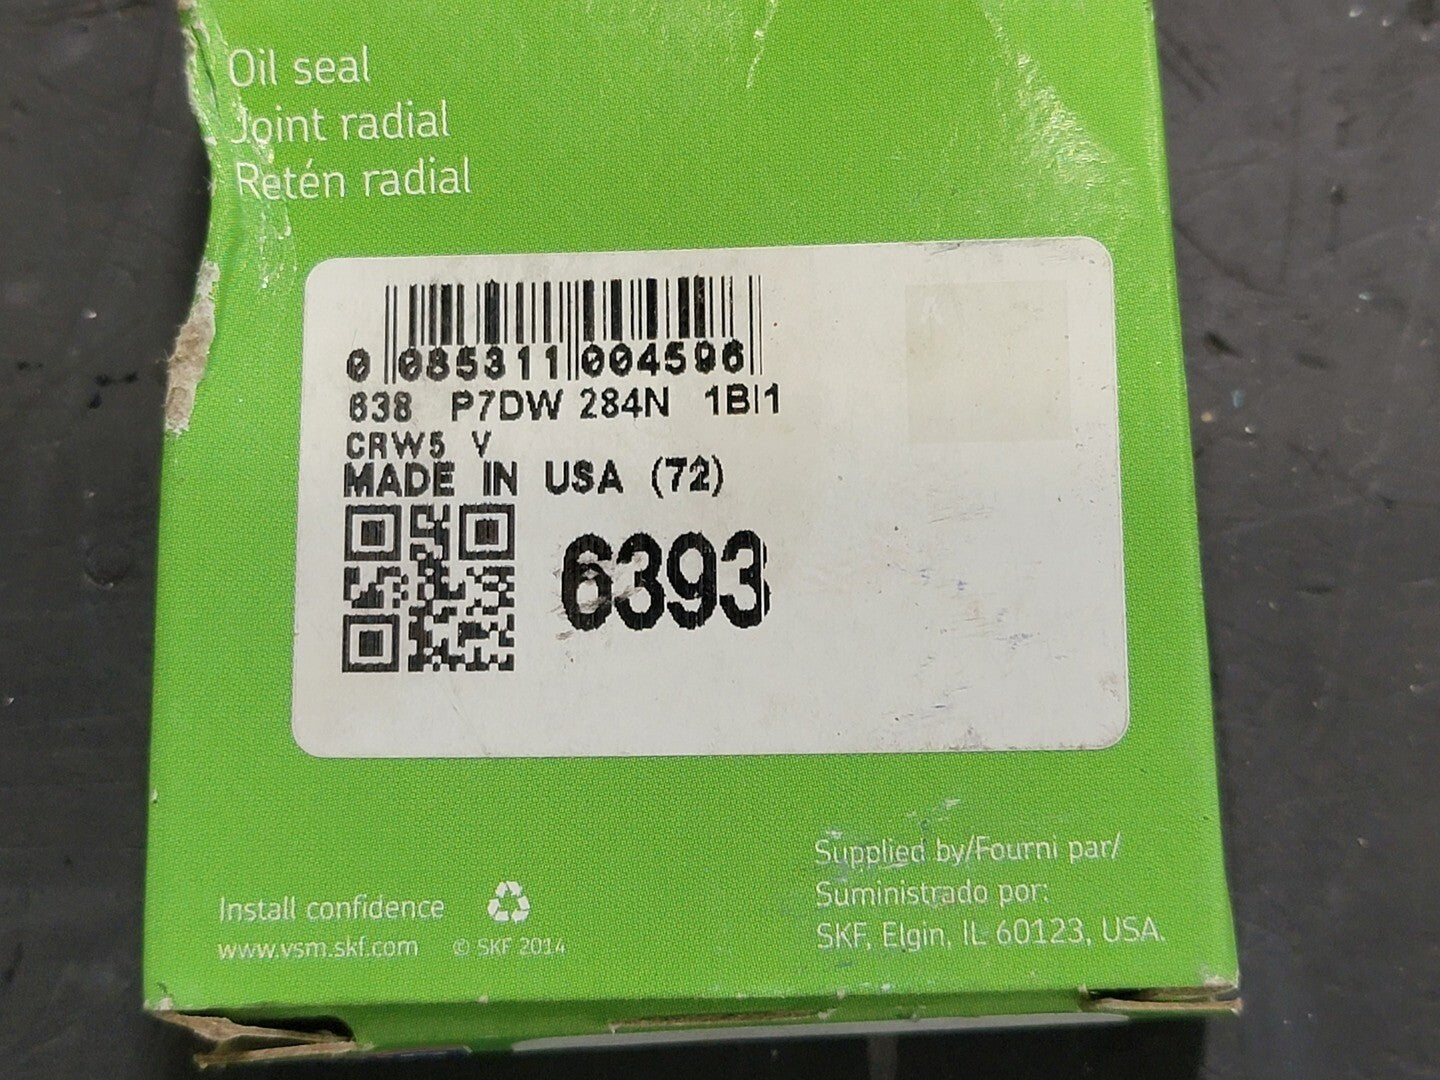 Oil seal
Joint radial
Retén radial
0 085311 004596
638 P7DW 284N 1BI1
CRW5 V
MADE IN USA (72)
6393
Install confidence
www.vsm.skf.com © SKF 2014
Supplied by/Fourni par/
Suministrado por:
SKF, Elgin, IL 60123, USA.